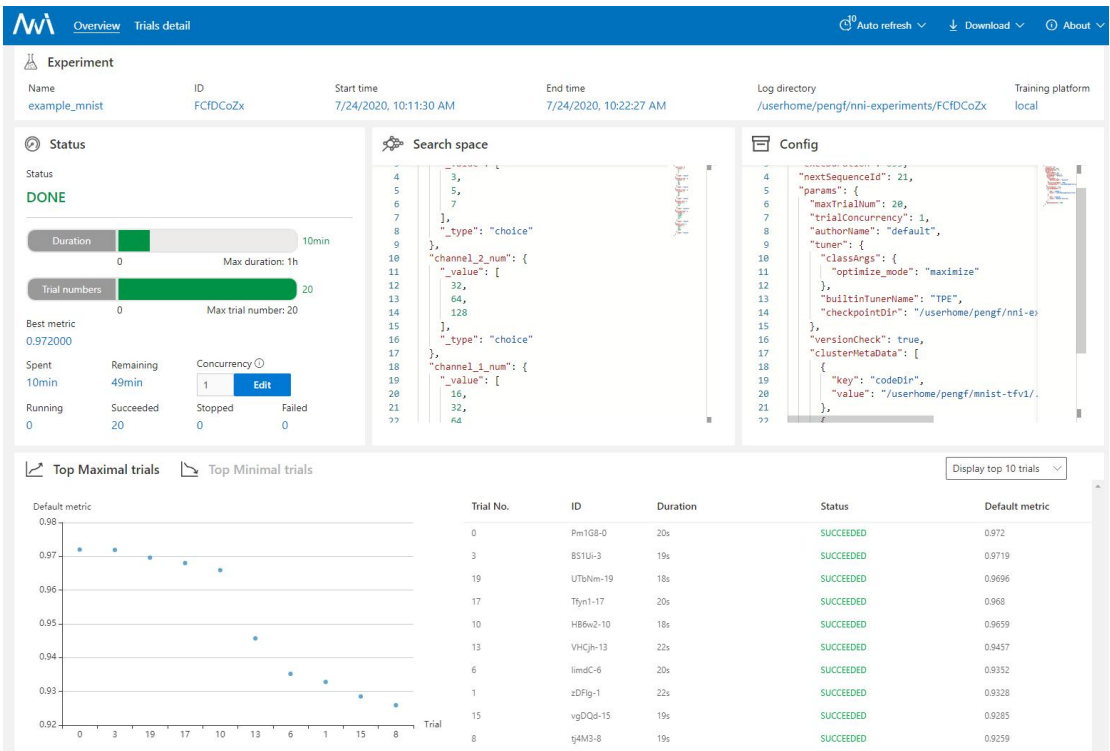 Overview Trials detail 10 Auto refresh Download About
Experiment
Name ID Start time End time Log directory Training platform
example_mnist FCfDCoZx 7/24/2020, 10:11:30 AM 7/24/2020, 10:22:27 AM /userhome/pengf/nni-experiments/FCfDCoZx local
Status
Status
DONE
Duration 10min
0 Max duration: 1h
Trial numbers 20
0 Max trial number: 20
Best metric
0.972000
Spent Remaining Concurrency
10min 49min 1 Edit
Running Succeeded Stopped Failed
0 20 0 0
Search space
4 3,
5 5,
6 7
7 ],
8 "_type": "choice"
9 },
10 "channel_2_num": {
11 "_value": [
12 32,
13 64,
14 128
15 ],
16 "_type": "choice"
17 },
18 "channel_1_num": {
19 "_value": [
20 16,
21 32,
22 64
Config
4 "nextSequenceId": 21,
5 "params": {
6 "maxTrialNum": 20,
7 "trialConcurrency": 1,
8 "authorName": "default",
9 "tuner": {
10 "classArgs": {
11 "optimize_mode": "maximize"
12 },
13 "builtinTunerName": "TPE",
14 "checkpointDir": "/userhome/pengf/nni-ex
15 },
16 "versionCheck": true,
17 "clusterMetaData": [
18 {
19 "key": "codeDir",
20 "value": "/userhome/pengf/mnist-tfv1/.
21 },
22 {
Top Maximal trials Top Minimal trials Display top 10 trials
Default metric
0.98
0.97
0.96
0.95
0.94
0.93
0.92
0 3 19 17 10 13 6 1 15 8 Trial
Trial No. ID Duration Status Default metric
0 Pm1G8-0 20s SUCCEEDED 0.972
3 BS1Ui-3 19s SUCCEEDED 0.9719
19 UTbNm-19 18s SUCCEEDED 0.9696
17 Tfyn1-17 20s SUCCEEDED 0.968
10 HB6w2-10 18s SUCCEEDED 0.9659
13 VHCjh-13 22s SUCCEEDED 0.9457
6 IimdC-6 20s SUCCEEDED 0.9352
1 zDFIg-1 22s SUCCEEDED 0.9328
15 vgDQd-15 19s SUCCEEDED 0.9285
8 tj4M3-8 19s SUCCEEDED 0.9259